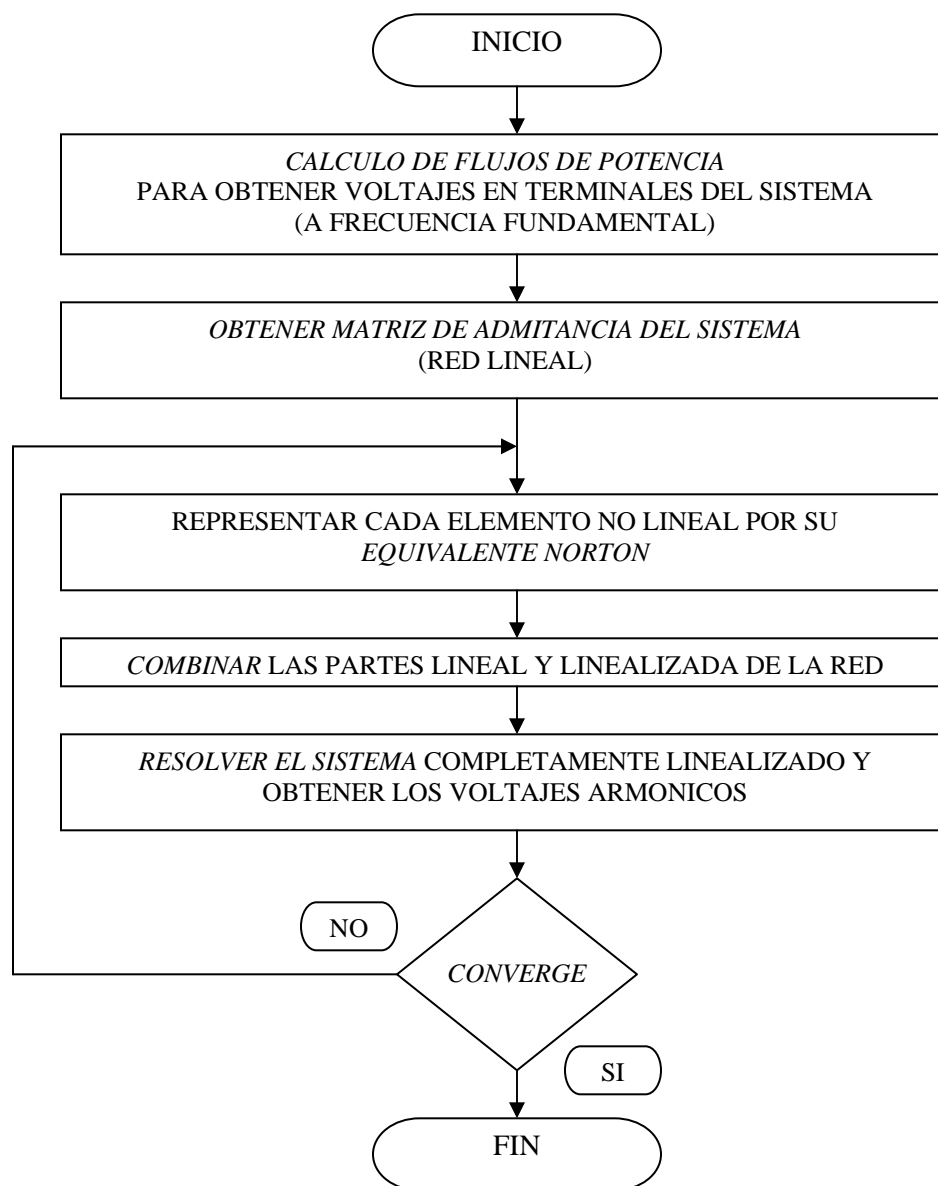 INICIO
CALCULO DE FLUJOS DE POTENCIA
PARA OBTENER VOLTAJES EN TERMINALES DEL SISTEMA
(A FRECUENCIA FUNDAMENTAL)
OBTENER MATRIZ DE ADMITANCIA DEL SISTEMA
(RED LINEAL)
REPRESENTAR CADA ELEMENTO NO LINEAL POR SU
EQUIVALENTE NORTON
COMBINAR LAS PARTES LINEAL Y LINEALIZADA DE LA RED
RESOLVER EL SISTEMA COMPLETAMENTE LINEALIZADO Y
OBTENER LOS VOLTAJES ARMONICOS
NO
CONVERGE
SI
FIN